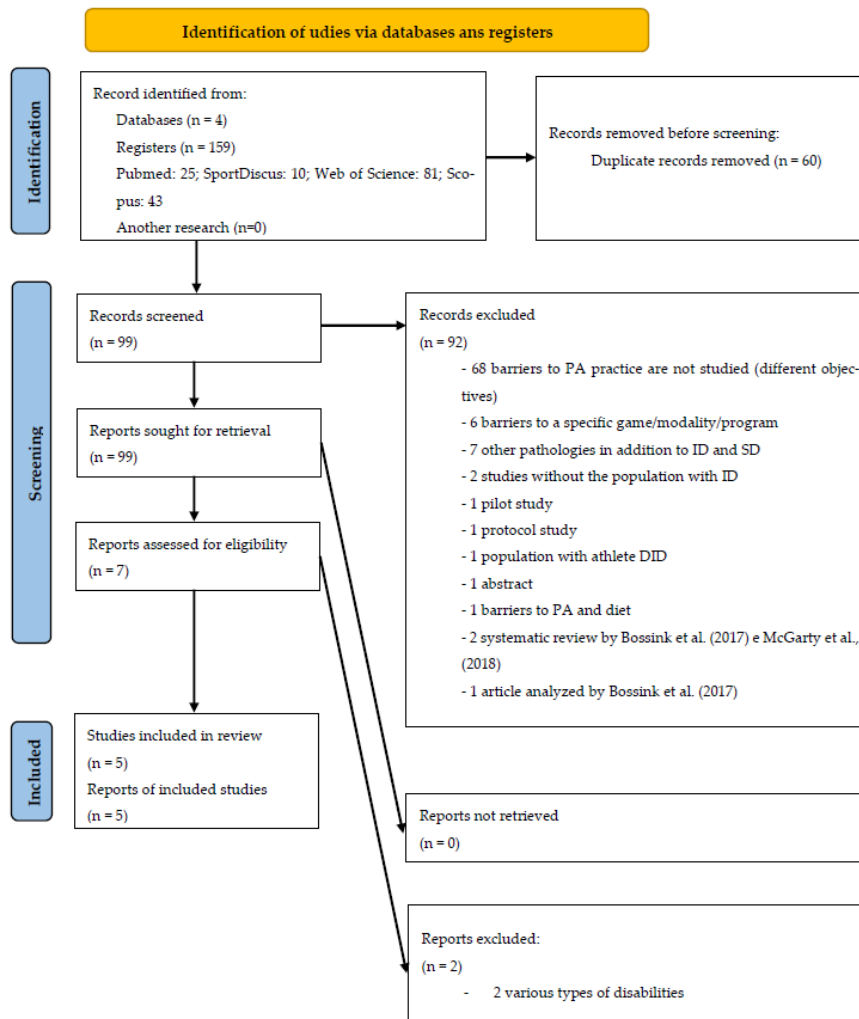 Identification of udies via databases ans registers
Identification
Record identified from:
Databases (n = 4)
Registers (n = 159)
Pubmed: 25; SportDiscus: 10; Web of Science: 81; Sco-
pus: 43
Another research (n=0)
Records removed before screening:
Duplicate records removed (n = 60)
Screening
Records screened
(n = 99)
Records excluded
(n = 92)
- 68 barriers to PA practice are not studied (different objec-
tives)
- 6 barriers to a specific game/modality/program
- 7 other pathologies in addition to ID and SD
- 2 studies without the population with ID
- 1 pilot study
- 1 protocol study
- 1 population with athlete DID
- 1 abstract
- 1 barriers to PA and diet
- 2 systematic review by Bossink et al. (2017) e McGarty et al.,
(2018)
- 1 article analyzed by Bossink et al. (2017)
Reports sought for retrieval
(n = 99)
Reports assessed for eligibility
(n = 7)
Included
Studies included in review
(n = 5)
Reports of included studies
(n = 5)
Reports not retrieved
(n = 0)
Reports excluded:
(n = 2)
- 2 various types of disabilities